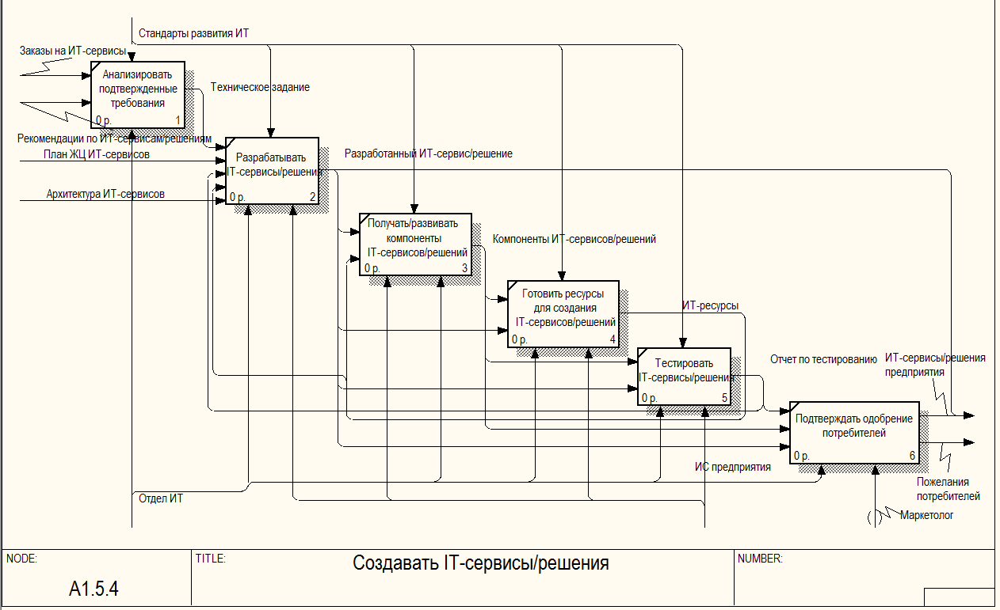 Стандарты развития ИТ
Заказы на ИТ-сервисы
Анализировать
подтвержденные
требования
0 р. 1
Техническое задание
Рекомендации по ИТ-сервисам/решениям
План ЖЦ ИТ-сервисов
Архитектура ИТ-сервисов
Разрабатывать
IT-сервисы/решения
0 р. 2
Разработанный ИТ-сервис/решение
Получать/развивать
компоненты
IT-сервисов/решений
0 р. 3
Компоненты ИТ-сервисов/решений
Готовить ресурсы
для создания
IT-сервисов/решений
0 р. 4
ИТ-ресурсы
Тестировать
IT-сервисы/решения
0 р. 5
Отчет по тестированию
ИТ-сервисы/решения
предприятия
Подтверждать одобрение
потребителей
0 р. 6
ИС предприятия
Пожелания
потребителей
Отдел ИТ
Маркетолог
NODE:
A1.5.4
TITLE:
Создавать IT-сервисы/решения
NUMBER: